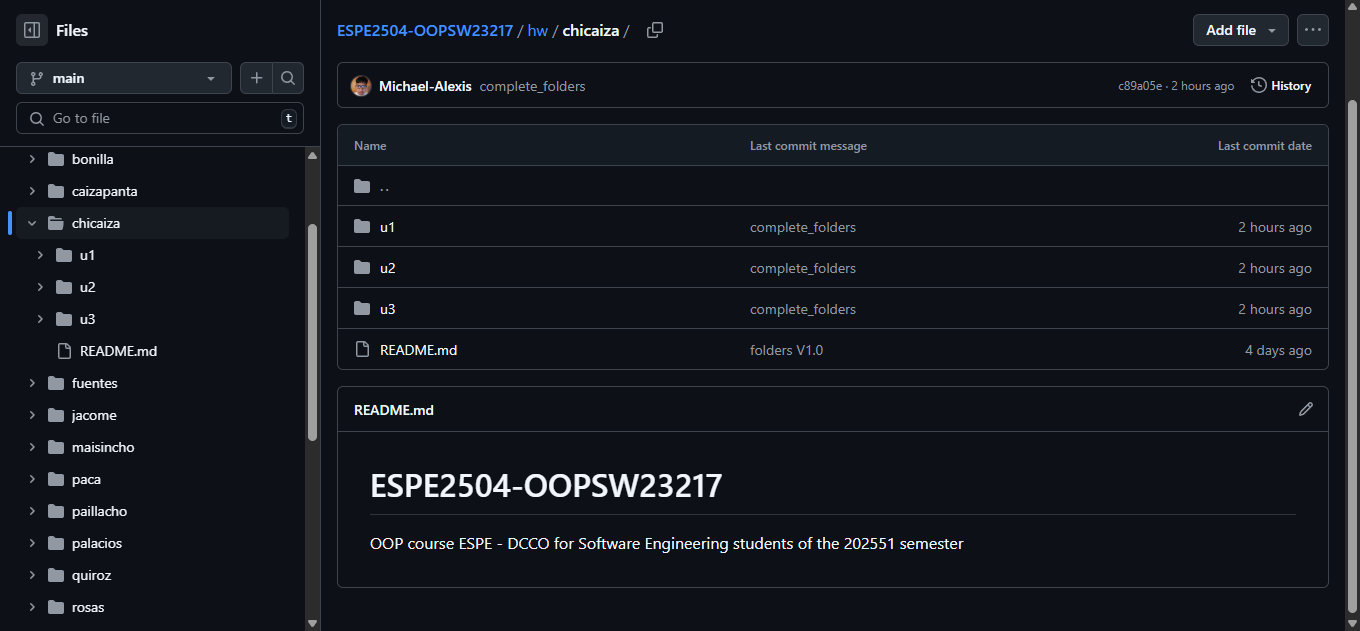 Files
main
Go to file
t
bonilla
caizapanta
chicaiza
u1
u2
u3
README.md
fuentes
jacome
maisincho
paca
paillacho
palacios
quiroz
rosas
ESPE2504-OOPSW23217 / hw / chicaiza /
Add file
Michael-Alexis complete_folders
c89a05e · 2 hours ago
History
Name Last commit message Last commit date
..
u1 complete_folders 2 hours ago
u2 complete_folders 2 hours ago
u3 complete_folders 2 hours ago
README.md folders V1.0 4 days ago
README.md
ESPE2504-OOPSW23217
OOP course ESPE - DCCO for Software Engineering students of the 202551 semester